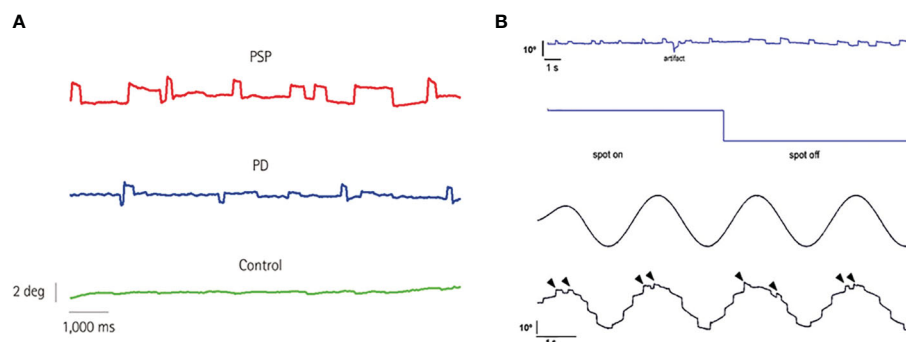 A
PSP
PD
Control
2 deg
1,000 ms
B
10°
1 s
artifact
spot on
spot off
10°